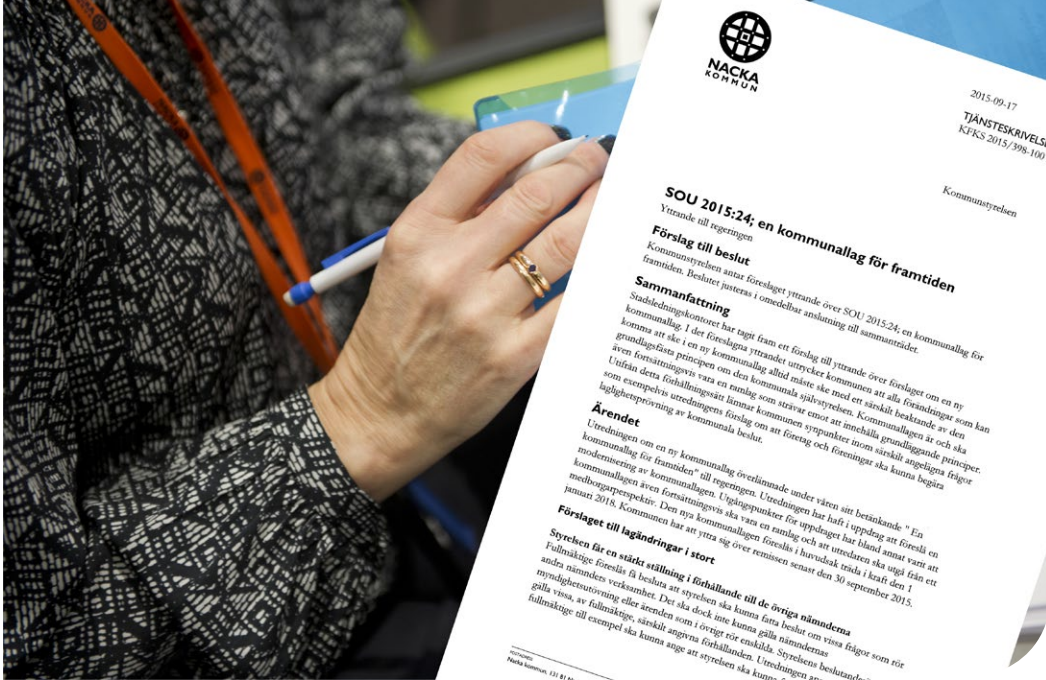 NACKA
KOMMUN
2015-09-17
TJÄNSTESKRIVELSE
KFKS 2015/398-100
Kommunstyrelsen
SOU 2015:24; en kommunallag för framtiden
Yttrande till regeringen
Förslag till beslut
Kommunstyrelsen antar föreslaget yttrande över SOU 2015:24; en kommunallag för
framtiden. Beslutet justeras i omedelbar anslutning till sammanträdet.
Sammanfattning
Stadsledningskontoret har tagit fram ett förslag till yttrande över förslaget om en ny
kommunallag. I det föreslagna yttrandet uttrycker kommunen att alla förändringar som kan
komma att ske i en ny kommunallag alltid måste ske med ett särskilt beaktande av den
grundlagsfästa principen om den kommunala självstyrelsen. Kommunallagen är och ska
även fortsättningsvis vara en ramlag som strävar emot att innehålla grundläggande principer.
Utifrån detta förhållningssätt lämnar kommunen synpunkter inom särskilt angelägna frågor
som exempelvis utredningens förslag om att företag och föreningar ska kunna begära
laglighetsprövning av kommunala beslut.
Ärendet
Utredningen om en ny kommunallag överlämnade under våren sitt betänkande " En
kommunallag för framtiden" till regeringen. Utredningen har haft i uppdrag att föreslå en
modernisering av kommunallagen. Utgångspunkter för uppdraget har bland annat varit att
kommunallagen även fortsättningsvis ska vara en ramlag och att utredaren ska utgå från ett
medborgarperspektiv. Den nya kommunallagen föreslås i huvudsak träda i kraft den 1
januari 2018. Kommunen har att yttra sig över remissen senast den 30 september 2015.
Förslaget till lagändringar i stort
Styrelsen får en stärkt ställning i förhållande till de övriga nämnderna
Fullmäktige föreslås få besluta att styrelsen ska kunna fatta beslut om vissa frågor som rör
andra nämnders verksamhet. Det ska dock inte kunna gälla nämndernas
myndighetsutövning eller ärenden som i övrigt rör enskilda. Styrelsens beslutander
gälla vissa, av fullmäktige, särskilt angivna förhållanden. Utredningen an
fullmäktige till exempel ska kunna ange att styrelsen ska kunna f
POSTADRESS
Nacka kommun, 131 81 N